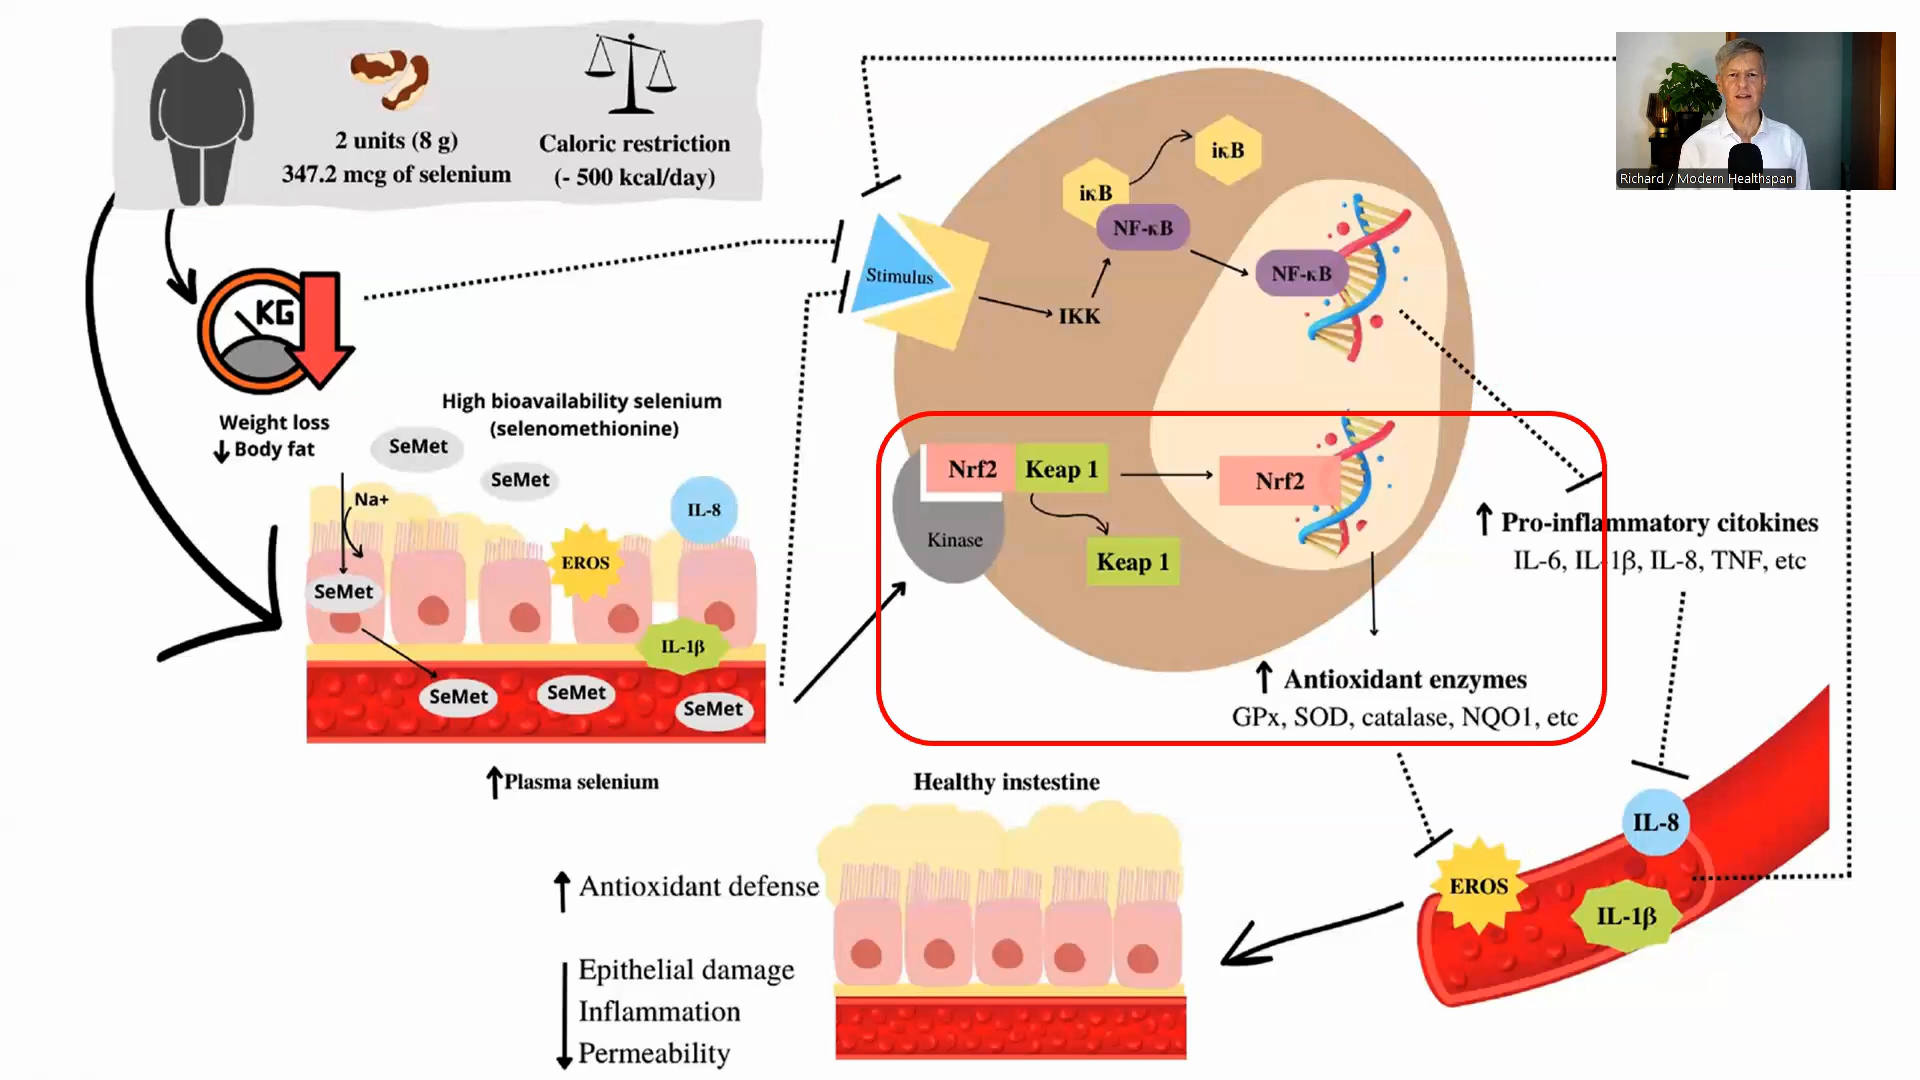 2 units (8 g)
347.2 mcg of selenium
Caloric restriction
(- 500 kcal/day)
Richard / Modern Healthspan
iκB
iκB
NF-κB
NF-κB
Stimulus
IKK
KG
Weight loss
↓ Body fat
High bioavailability selenium
(selenomethionine)
SeMet
SeMet
Na+
IL-8
EROS
SeMet
IL-1β
SeMet
SeMet
SeMet
↑ Plasma selenium
Nrf2
Keap 1
Nrf2
Kinase
Keap 1
↑ Pro-inflammatory citokines
IL-6, IL-1β, IL-8, TNF, etc
↑ Antioxidant enzymes
GPx, SOD, catalase, NQO1, etc
Healthy instestine
IL-8
EROS
IL-1β
↑ Antioxidant defense
Epithelial damage
↓ Inflammation
Permeability